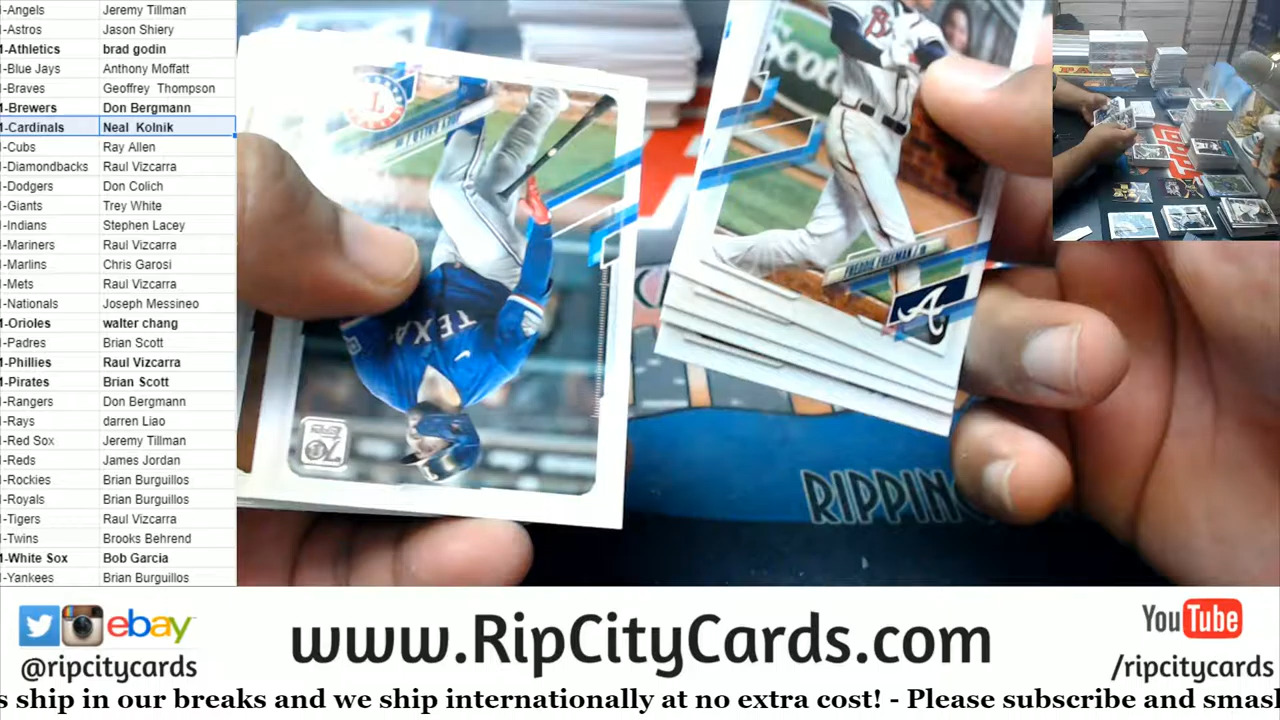 -Angels Jeremy Tillman
-Astros Jason Shiery
-Athletics brad godin
-Blue Jays Anthony Moffatt
-Braves Geoffrey Thompson
-Brewers Don Bergmann
-Cardinals Neal Kolnik
-Cubs Ray Allen
-Diamondbacks Raul Vizcarra
-Dodgers Don Colich
-Giants Trey White
-Indians Stephen Lacey
-Mariners Raul Vizcarra
-Marlins Chris Garosi
-Mets Raul Vizcarra
-Nationals Joseph Messineo
-Orioles walter chang
-Padres Brian Scott
-Phillies Raul Vizcarra
-Pirates Brian Scott
-Rangers Don Bergmann
-Rays darren Liao
-Red Sox Jeremy Tillman
-Reds James Jordan
-Rockies Brian Burguillos
-Royals Brian Burguillos
-Tigers Raul Vizcarra
-Twins Brooks Behrend
-White Sox Bob Garcia
-Yankees Brian Burguillos
FREDDIE FREEMAN
A
TEXA
70
RIPPIN
ebay
@ripcitycards
www.RipCityCards.com
YouTube
/ripcitycards
s ship in our breaks and we ship internationally at no extra cost! - Please subscribe and smas